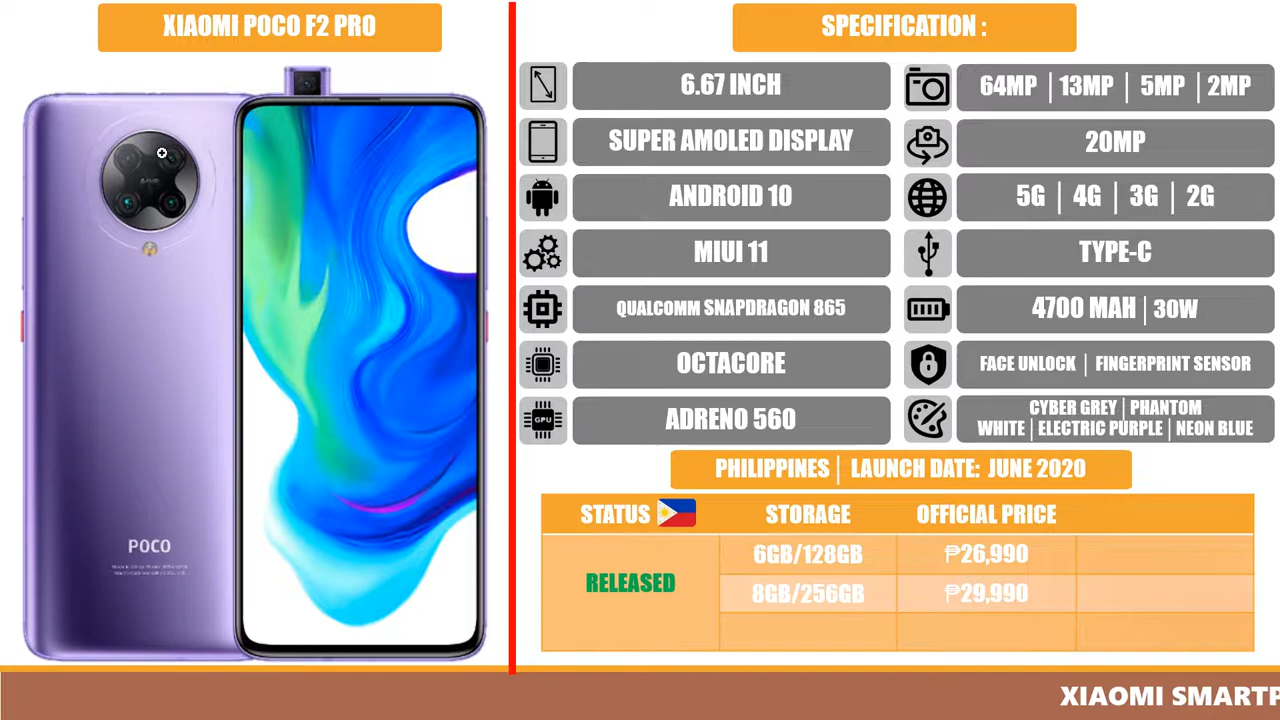 XIAOMI POCO F2 PRO
SPECIFICATION :
6.67 INCH
64MP | 13MP | 5MP | 2MP
SUPER AMOLED DISPLAY
20MP
ANDROID 10
5G | 4G | 3G | 2G
MIUI 11
TYPE-C
QUALCOMM SNAPDRAGON 865
4700 MAH | 30W
OCTACORE
FACE UNLOCK | FINGERPRINT SENSOR
GPU
ADRENO 560
CYBER GREY | PHANTOM
WHITE | ELECTRIC PURPLE | NEON BLUE
POCO
PHILIPPINES | LAUNCH DATE: JUNE 2020
STATUS STORAGE OFFICIAL PRICE
RELEASED
6GB/128GB ₱26,990
8GB/256GB ₱29,990
XIAOMI SMARTP